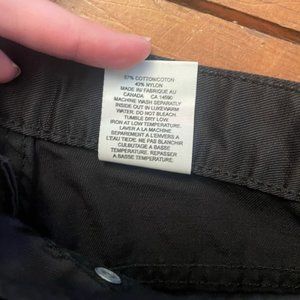 57% COTTON/COTON
43% NYLON
MADE IN/FABRIQUE AU
CANADA CA 14590
MACHINE WASH SEPARATLY
INSIDE OUT IN LUKEWARM
WATER. DO NOT BLEACH.
TUMBLE DRY LOW.
IRON AT LOW TEMPERATURE.
LAVER A LA MACHINE
SEPAREMENT A L'ENVERS A
L'EAU TIEDE. NE PAS BLANCHIR
CULBUTAGE A BASSE
TEMPERATURE. REPASSER
A BASSE TEMPERATURE.